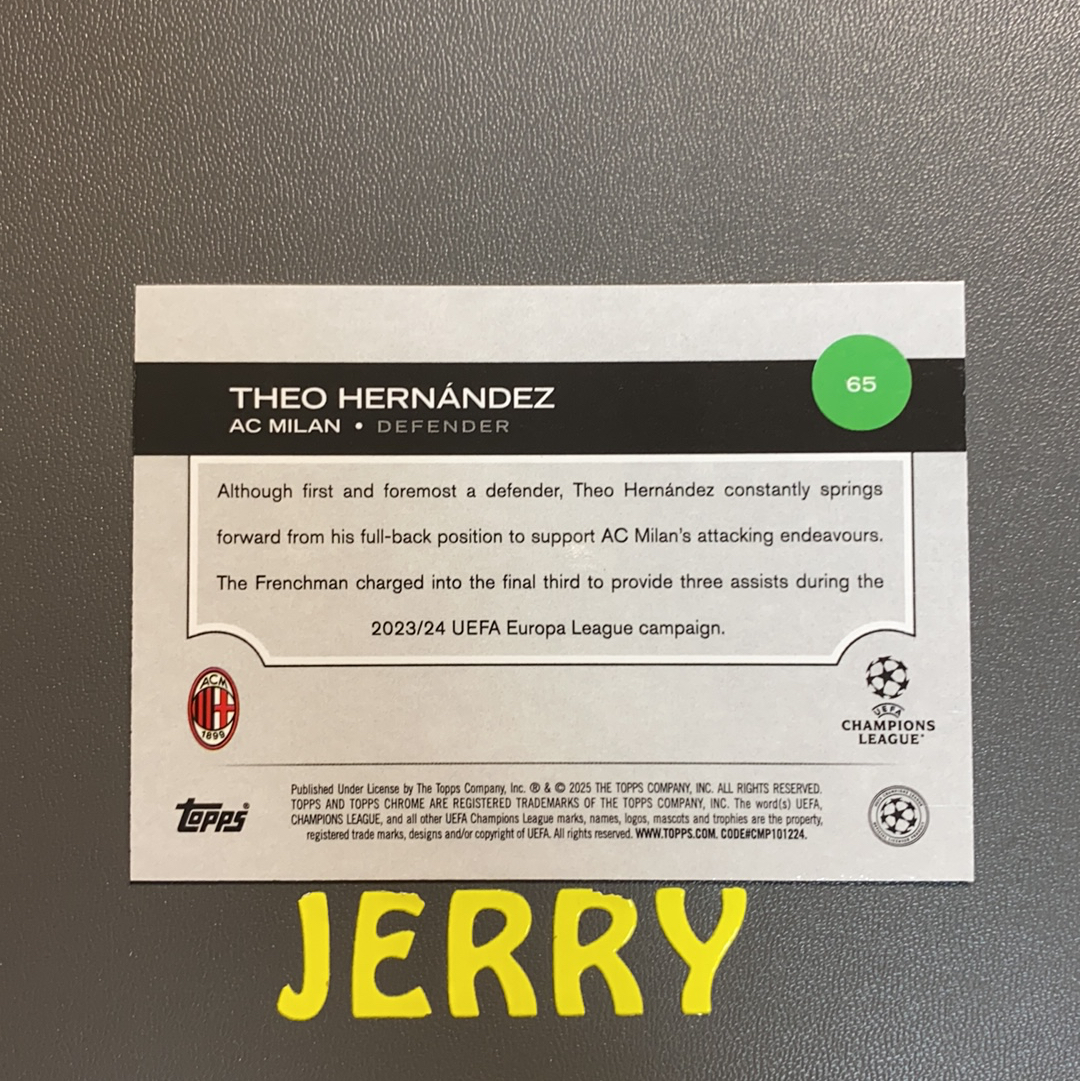 THEO HERNÁNDEZ
65
AC MILAN • DEFENDER
Although first and foremost a defender, Theo Hernández constantly springs
forward from his full-back position to support AC Milan's attacking endeavours.
The Frenchman charged into the final third to provide three assists during the
2023/24 UEFA Europa League campaign.
ACM
1899
UEFA
CHAMPIONS
LEAGUE®
topps®
Published Under License by The Topps Company, Inc. ® & © 2025 THE TOPPS COMPANY, INC. ALL RIGHTS RESERVED.
TOPPS AND TOPPS CHROME ARE REGISTERED TRADEMARKS OF THE TOPPS COMPANY, INC. The word(s) UEFA,
CHAMPIONS LEAGUE, and all other UEFA Champions League marks, names, logos, mascots and trophies are the property,
registered trade marks, designs and/or copyright of UEFA. All rights reserved. WWW.TOPPS.COM. CODE#CMP101224.
JERRY